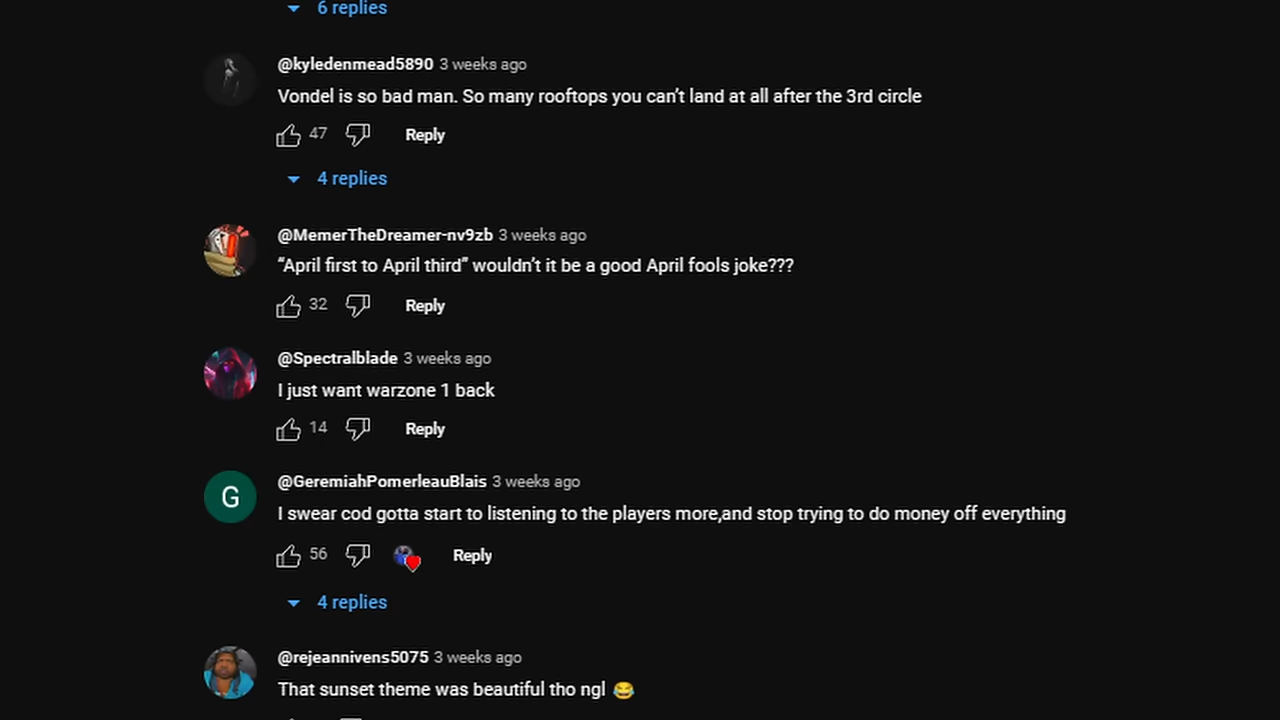 6 replies
@kyledenmead5890 3 weeks ago
Vondel is so bad man. So many rooftops you can't land at all after the 3rd circle
47 Reply
4 replies
@MemerTheDreamer-nv9zb 3 weeks ago
“April first to April third” wouldn't it be a good April fools joke???
32 Reply
@Spectralblade 3 weeks ago
I just want warzone 1 back
14 Reply
G
@GeremiahPomerleauBlais 3 weeks ago
I swear cod gotta start to listening to the players more,and stop trying to do money off everything
56 Reply
4 replies
@rejeannivens5075 3 weeks ago
That sunset theme was beautiful tho ngl 😂